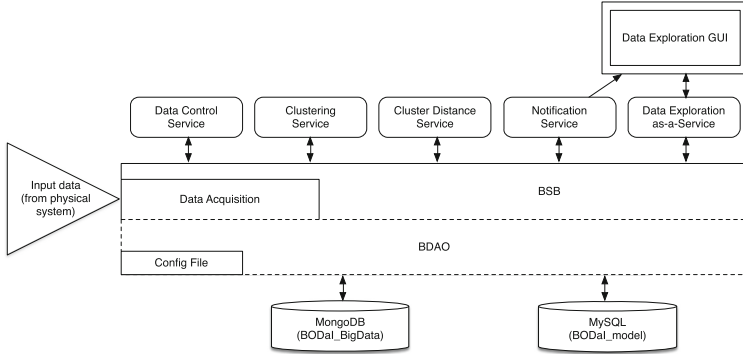 Data Exploration GUI
Data Control
Service
Clustering
Service
Cluster Distance
Service
Notification
Service
Data Exploration
as-a-Service
Input data
(from physical
system)
Data Acquisition
BSB
BDAO
Config File
MongoDB
(BODaI_BigData)
MySQL
(BODaI_model)